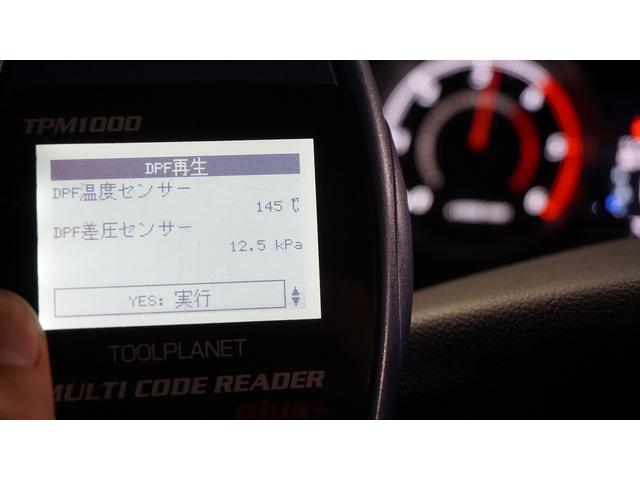 TPM1000
DPF再生
DPF温度センサー
145 ℃
DPF差圧センサー
12.5 kPa
YES: 実行
TOOLPLANET
MULTI CODE READER
plus+